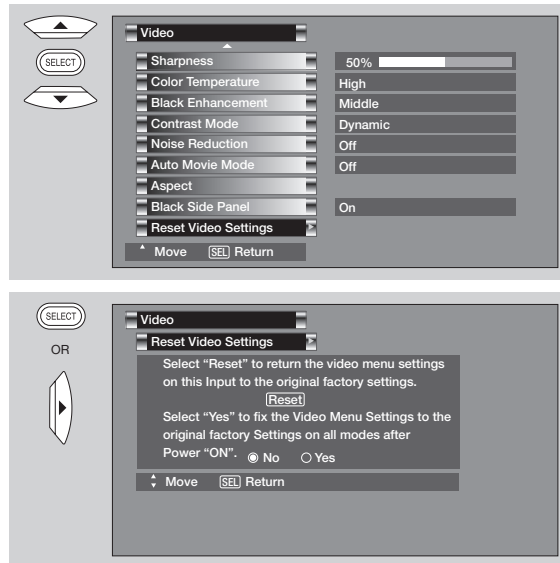 SELECT
Video
Sharpness 50%
Color Temperature High
Black Enhancement Middle
Contrast Mode Dynamic
Noise Reduction Off
Auto Movie Mode Off
Aspect
Black Side Panel On
Reset Video Settings
Move SEL Return
SELECT
OR
Video
Reset Video Settings
Select “Reset” to return the video menu settings
on this Input to the original factory settings.
Reset
Select “Yes” to fix the Video Menu Settings to the
original factory Settings on all modes after
Power “ON”. No Yes
Move SEL Return